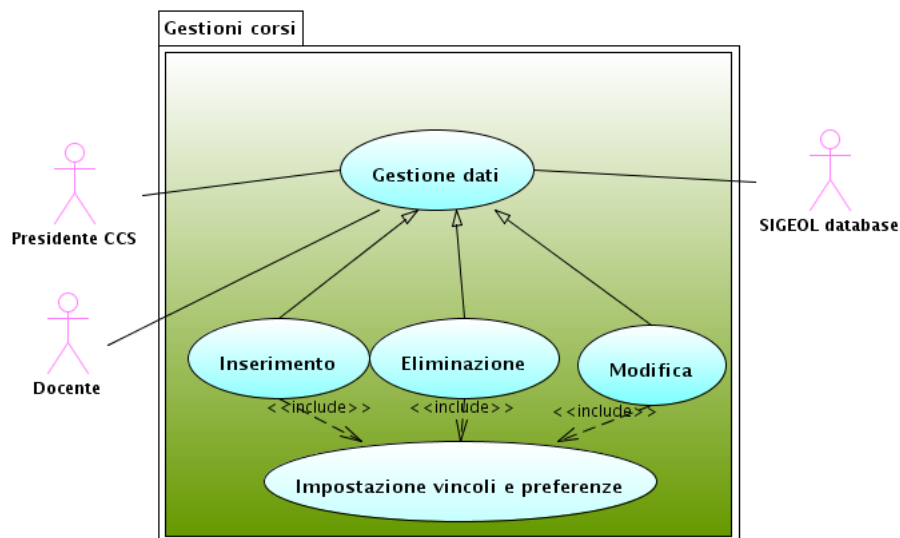 Gestioni corsi
Gestione dati
Presidente CCS
SIGEOL database
Docente
Inserimento
Eliminazione
Modifica
<<include>>
<<include>>
<<include>>
Impostazione vincoli e preferenze